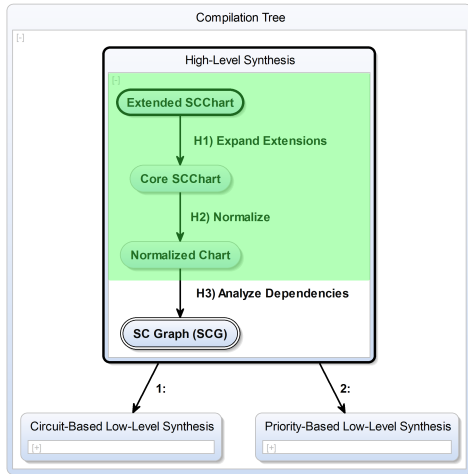 Compilation Tree
[-]
High-Level Synthesis
[-]
Extended SCChart
H1) Expand Extensions
Core SCChart
H2) Normalize
Normalized Chart
H3) Analyze Dependencies
SC Graph (SCG)
1:
2:
Circuit-Based Low-Level Synthesis
[+]
Priority-Based Low-Level Synthesis
[+]